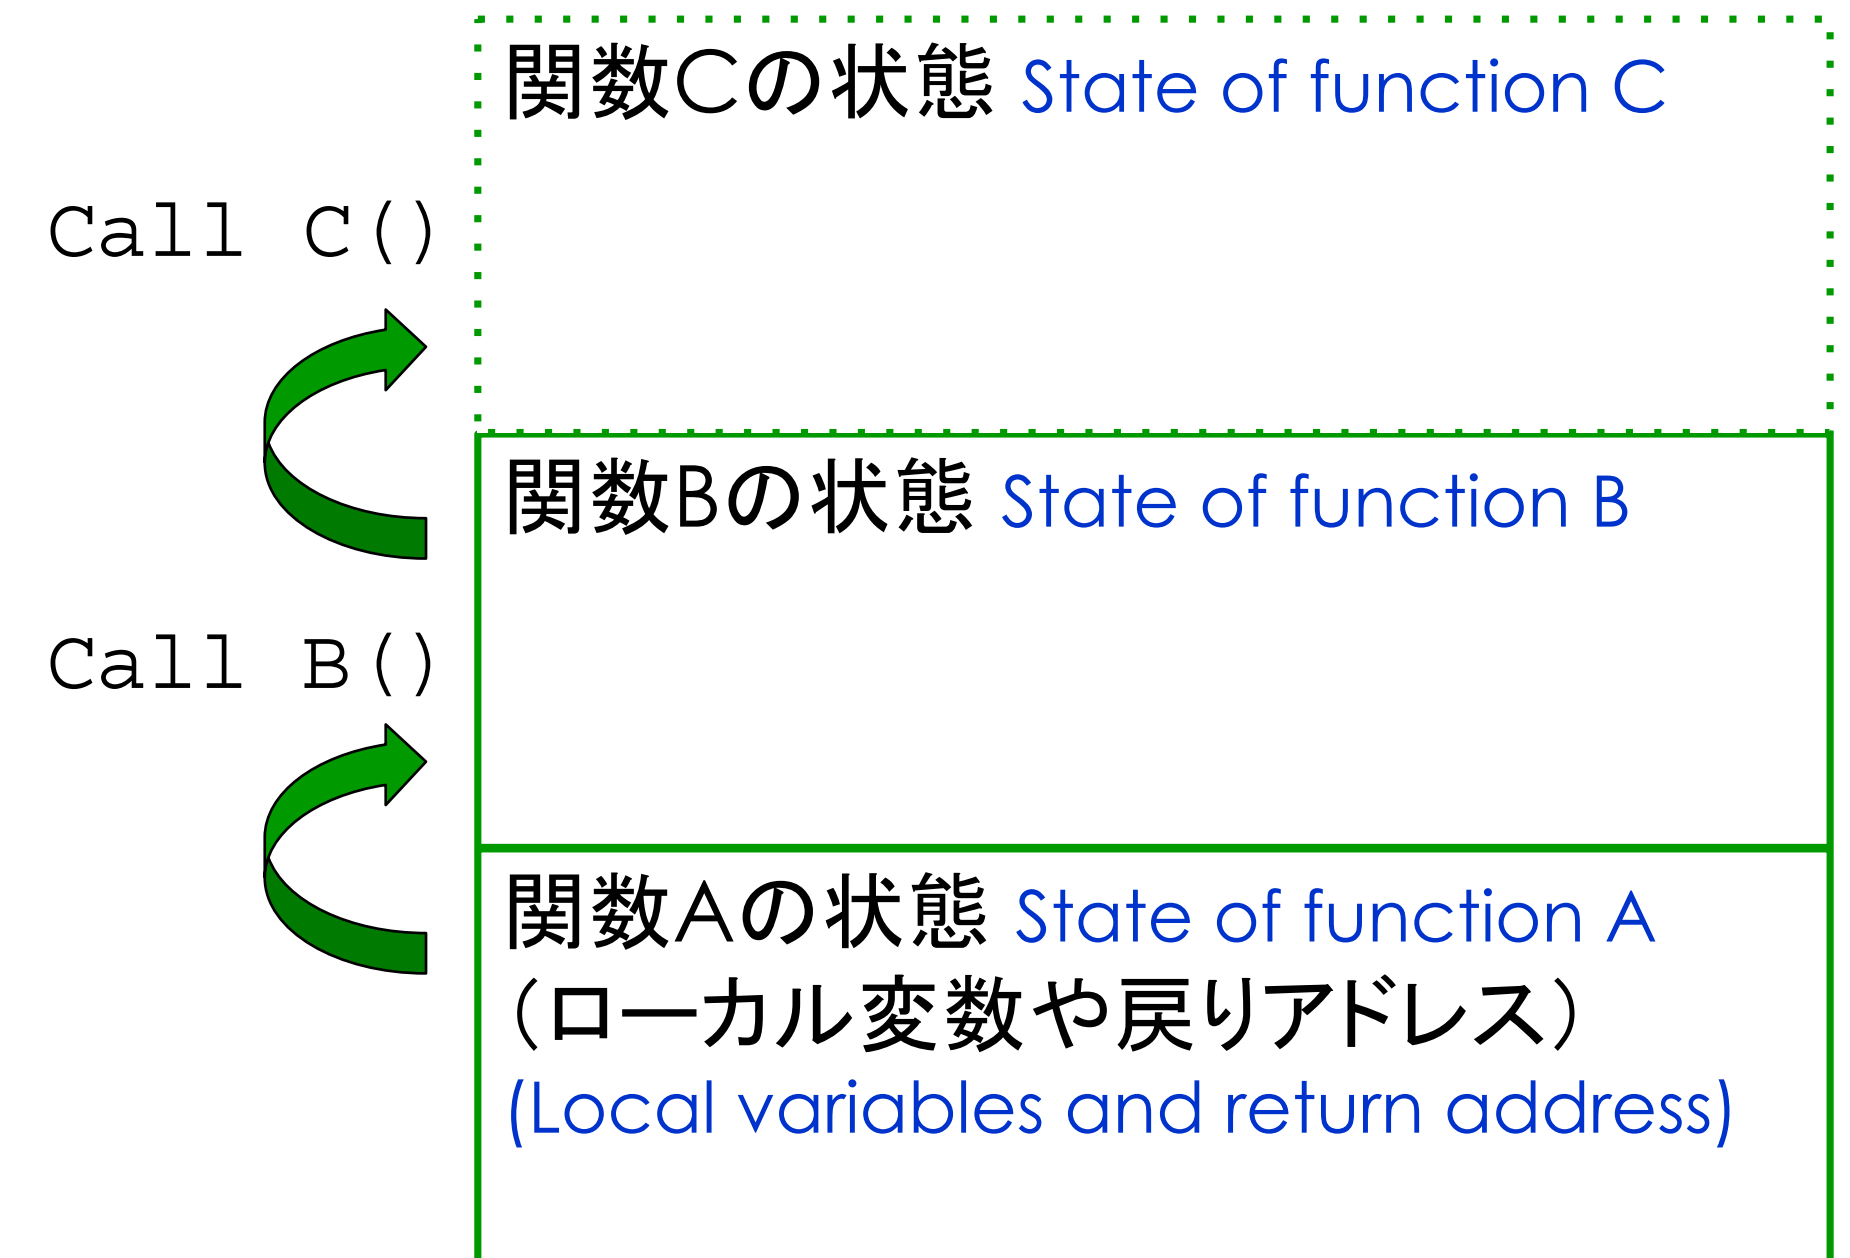 関数Cの状態 State of function C
Call C()
関数Bの状態 State of function B
Call B()
関数Aの状態 State of function A
（ローカル変数や戻りアドレス）
(Local variables and return address)